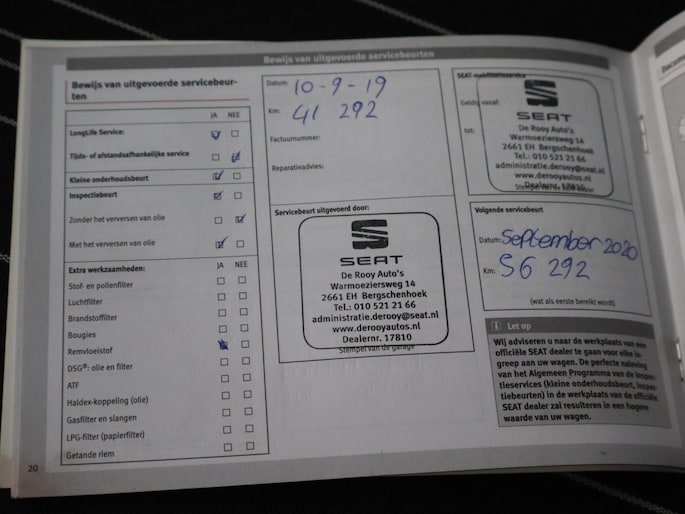 Bewijs van uitgevoerde servicebeurten
Bewijs van uitgevoerde servicebeur-
ten
JA NEE
LongLife Service:
Tijds- of afstandsafhankelijke service
Kleine onderhoudsbeurt
Inspectiebeurt
Zonder het verversen van olie
Met het verversen van olie
Extra werkzaamheden: JA NEE
Stof- en pollenfilter
Luchtfilter
Brandstoffilter
Bougies
Remvloeistof
DSG®: olie en filter
ATF
Haldex-koppeling (olie)
Gasfilter en slangen
LPG-filter (papierfilter)
Getande riem
20
Datum: 10-9-19
Km: 41 292
Factuurnummer:
Reparatieadvies:
Servicebeurt uitgevoerd door:
SEAT
De Rooy Auto's
Warmoeziersweg 14
2661 EH Bergschenhoek
Tel.: 010 521 21 66
administratie.derooy@seat.nl
www.derooyautos.nl
Dealernr. 17810
Stempel van de garage
SEAT-mobiliteitsservice
Geldig vanaf:
tot:
SEAT
De Rooy Auto's
Warmoeziersweg 14
2661 EH Bergschenhoek
Tel.: 010 521 21 66
administratie.derooy@seat.nl
www.derooyautos.nl
Dealernr. 17810
Volgende servicebeurt
Datum: September 2020
Km: 56 292
(wat als eerste bereikt wordt)
i Let op
Wij adviseren u naar de werkplaats van een
officiële SEAT dealer te gaan voor elke in-
greep aan uw wagen. De perfecte naleving
van het Algemeen Programma van de Inspec-
tieservices (kleine onderhoudsbeurt, inspec-
tiebeurten) in de werkplaats van de officiële
SEAT dealer zal resulteren in een hogere
waarde van uw wagen.